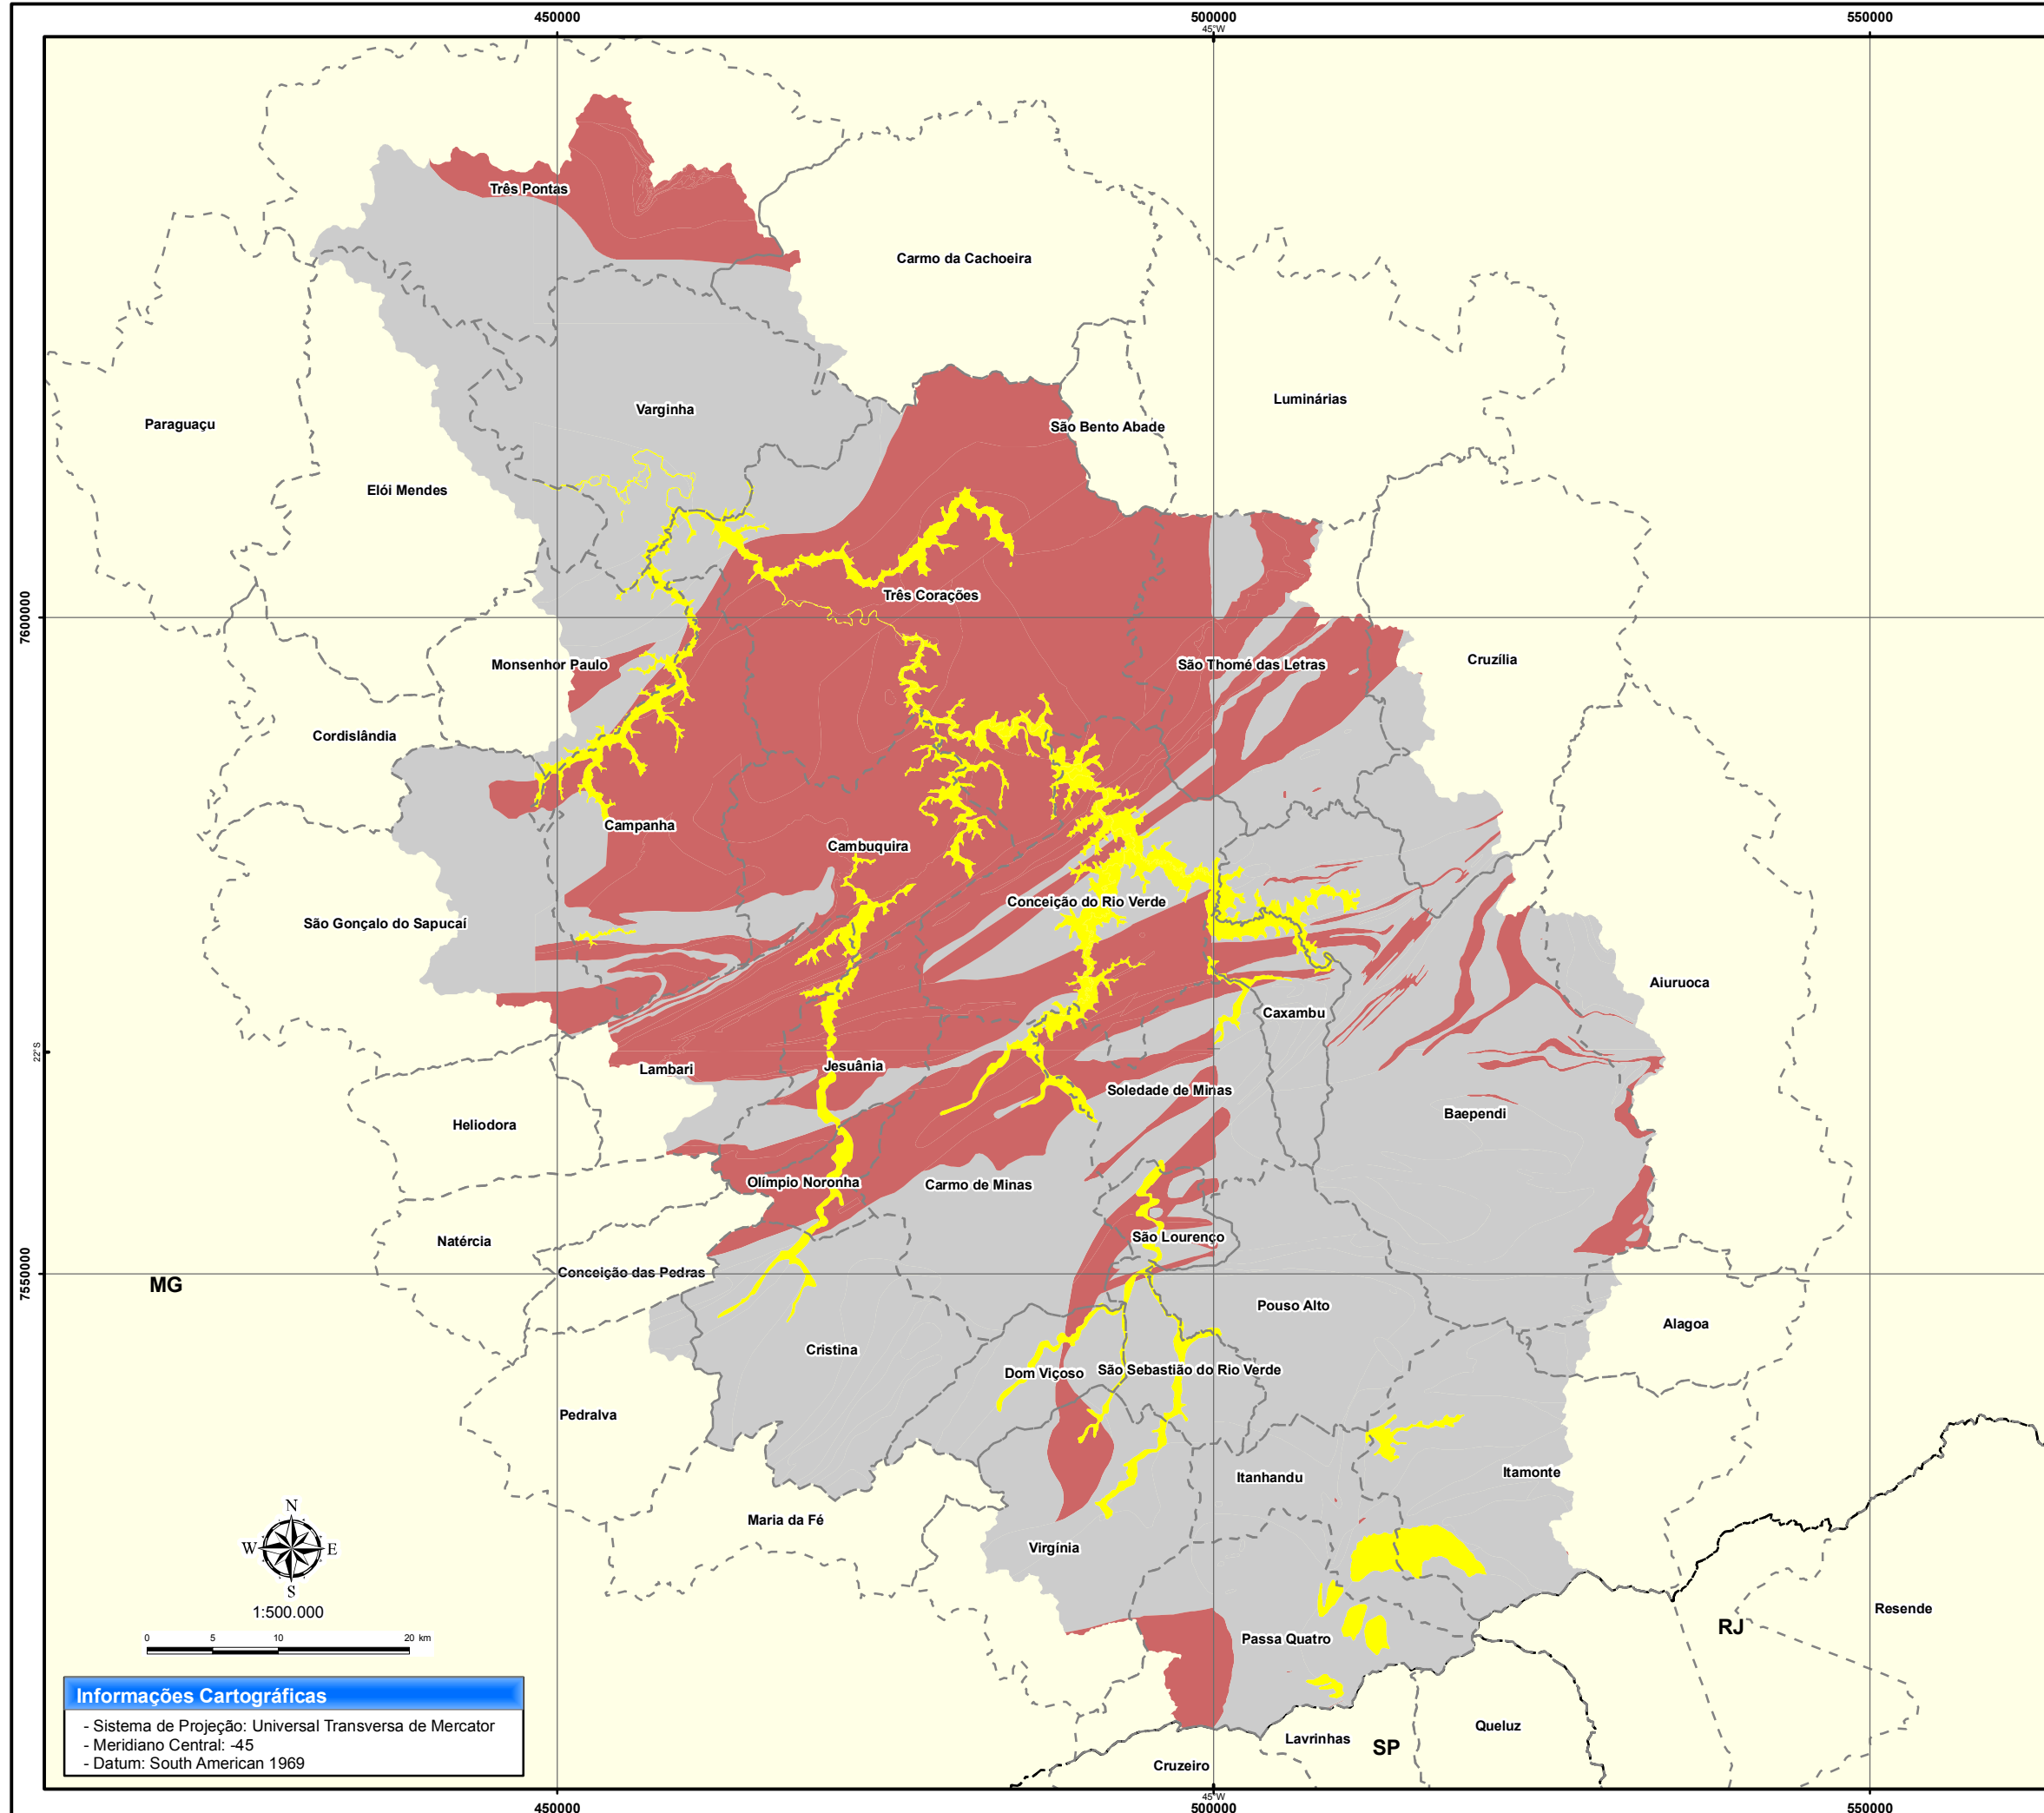 450000
500000
550000
45°W
Três Pontas
Carmo da Cachoeira
Luminárias
Varginha
Paraguaçu
São Bento Abade
Elói Mendes
7600000
Três Corações
Monsenhor Paulo
São Thomé das Letras
Cruzília
Cordislândia
Campanha
Cambuquira
Conceição do Rio Verde
São Gonçalo do Sapucaí
Aiuruoca
Caxambu
22°S
Lambari
Jesuânia
Soledade de Minas
Baependi
Heliodora
Olímpio Noronha
Carmo de Minas
Natércia
São Lourenço
7550000
MG
Conceição das Pedras
Pouso Alto
Alagoa
Cristina
Dom Viçoso
São Sebastião do Rio Verde
Pedralva
Itanhandu
Itamonte
N
Maria da Fé
W
E
Virgínia
S
1:500.000
Resende
RJ
Passa Quatro
0
5
10
20 km
Informações Cartográficas
- Sistema de Projeção: Universal Transversa de Mercator
- Meridiano Central: -45
- Datum: South American 1969
Queluz
Lavrinhas
SP
Cruzeiro
45°W
450000
500000
550000